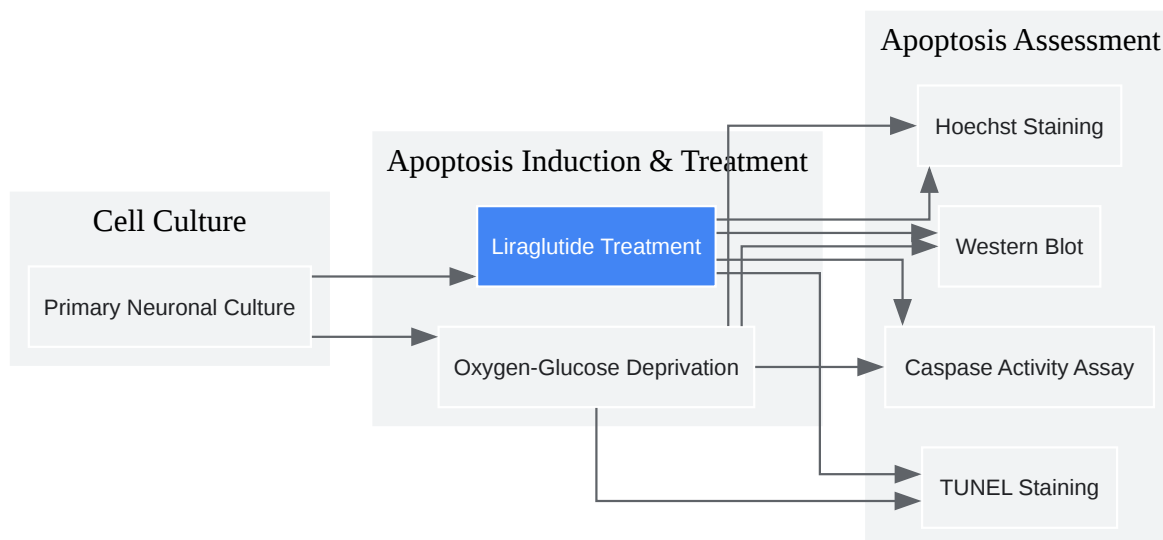 Cell Culture
Primary Neuronal Culture
Apoptosis Induction & Treatment
Liraglutide Treatment
Oxygen-Glucose Deprivation
Apoptosis Assessment
Hoechst Staining
Western Blot
Caspase Activity Assay
TUNEL Staining